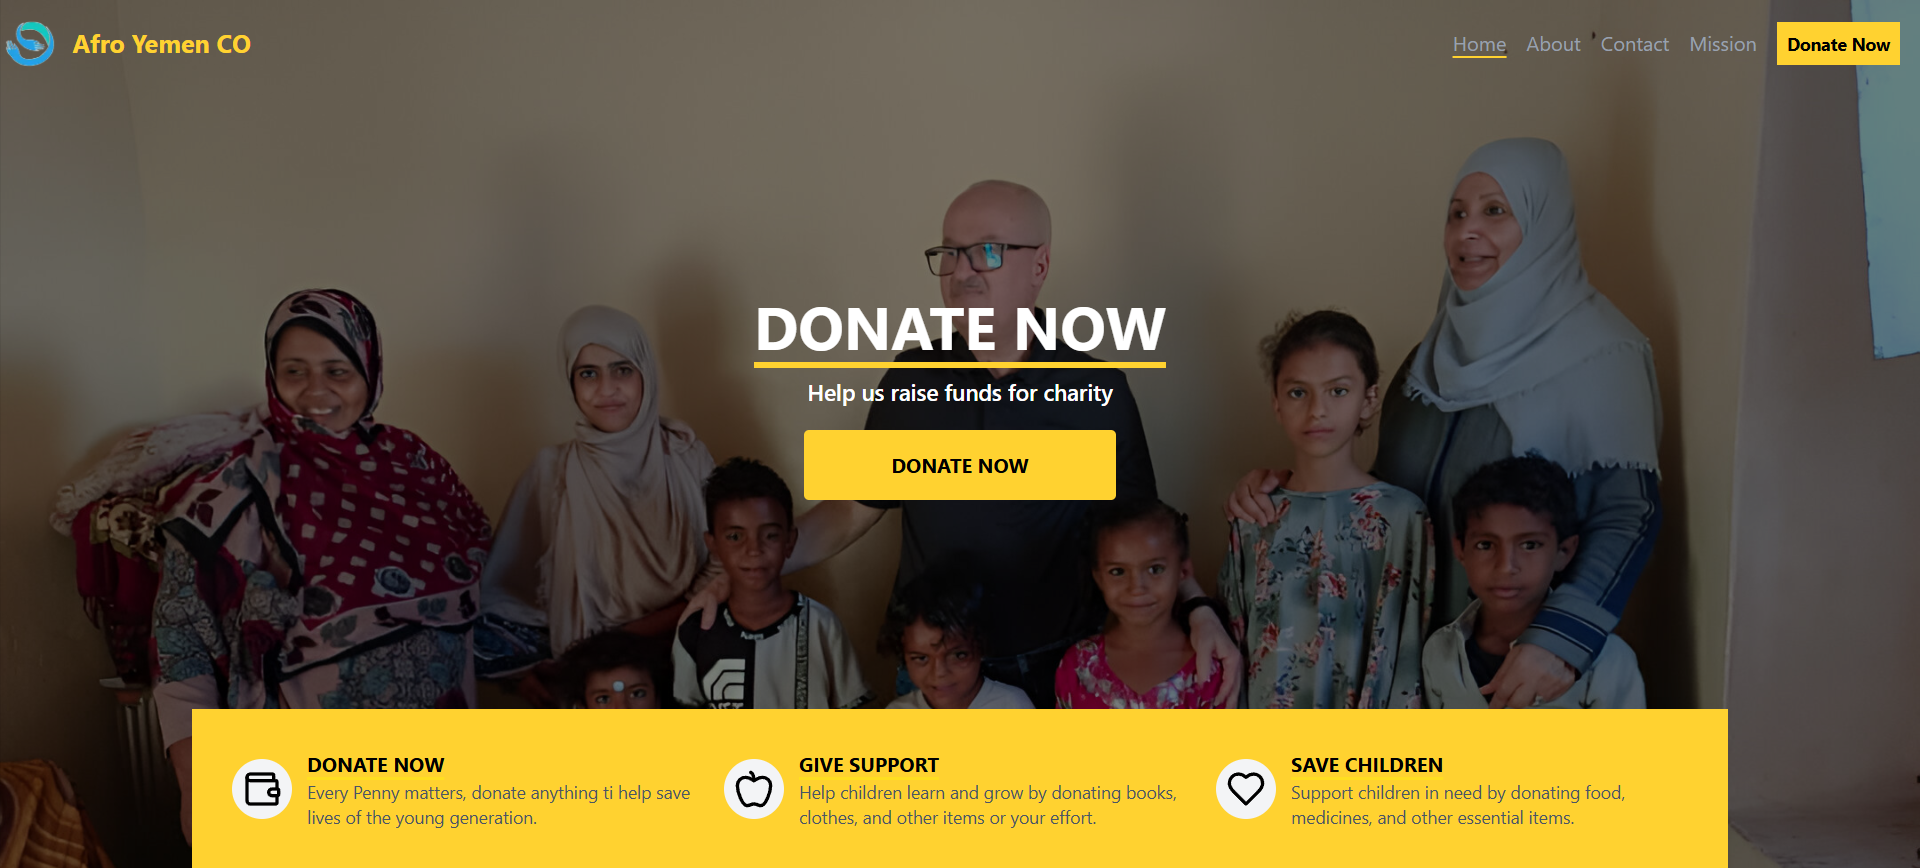 Afro Yemen CO
Home About Contact Mission Donate Now
DONATE NOW
Help us raise funds for charity
DONATE NOW
DONATE NOW
Every Penny matters, donate anything ti help save
lives of the young generation.
GIVE SUPPORT
Help children learn and grow by donating books,
clothes, and other items or your effort.
SAVE CHILDREN
Support children in need by donating food,
medicines, and other essential items.